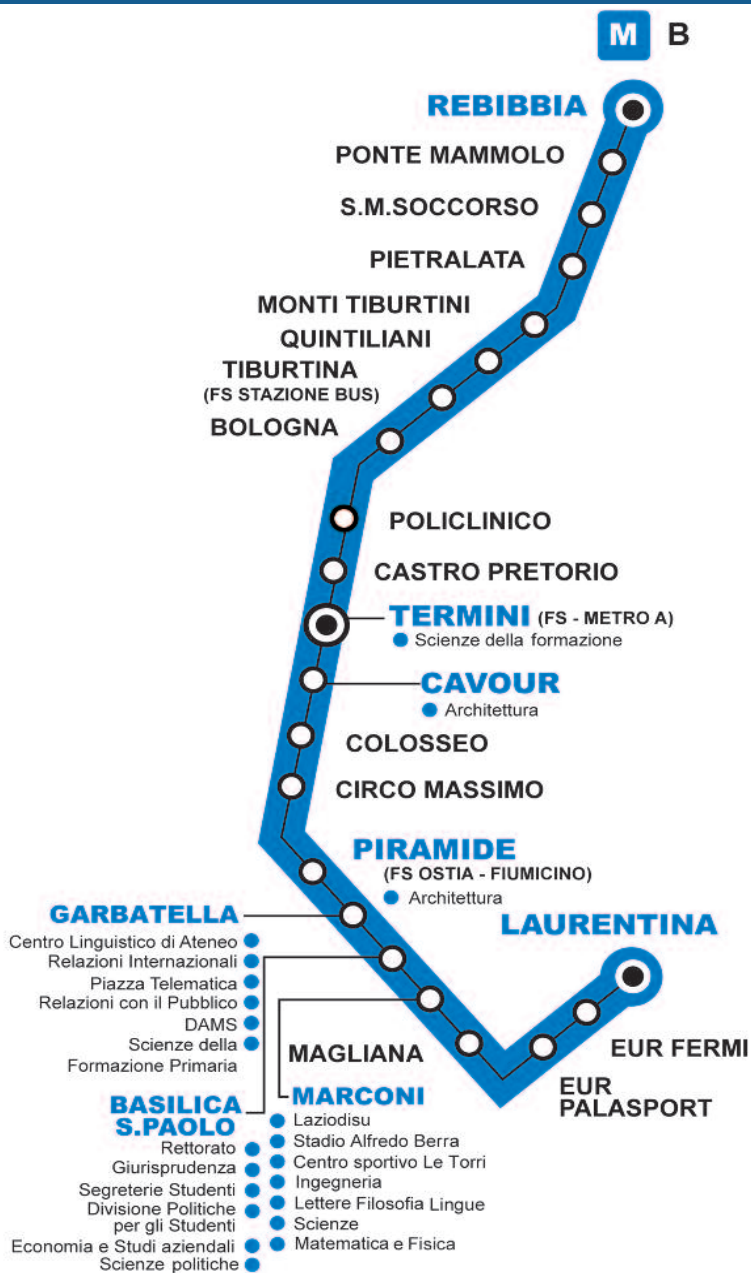 M B
REBIBBIA
PONTE MAMMOLO
S.M.SOCCORSO
PIETRALATA
MONTI TIBURTINI
QUINTILIANI
TIBURTINA
(FS STAZIONE BUS)
BOLOGNA
POLICLINICO
CASTRO PRETORIO
TERMINI (FS - METRO A)
Scienze della formazione
CAVOUR
Architettura
COLOSSEO
CIRCO MASSIMO
PIRAMIDE
(FS OSTIA - FIUMICINO)
Architettura
GARBATELLA
Centro Linguistico di Ateneo
Relazioni Internazionali
Piazza Telematica
Relazioni con il Pubblico
DAMS
Scienze della
Formazione Primaria
BASILICA
S.PAOLO
Rettorato
Giurisprudenza
Segreterie Studenti
Divisione Politiche
per gli Studenti
Economia e Studi aziendali
Scienze politiche
MARCONI
Laziodisu
Stadio Alfredo Berra
Centro sportivo Le Torri
Ingegneria
Lettere Filosofia Lingue
Scienze
Matematica e Fisica
MAGLIANA
EUR
PALASPORT
EUR FERMI
LAURENTINA